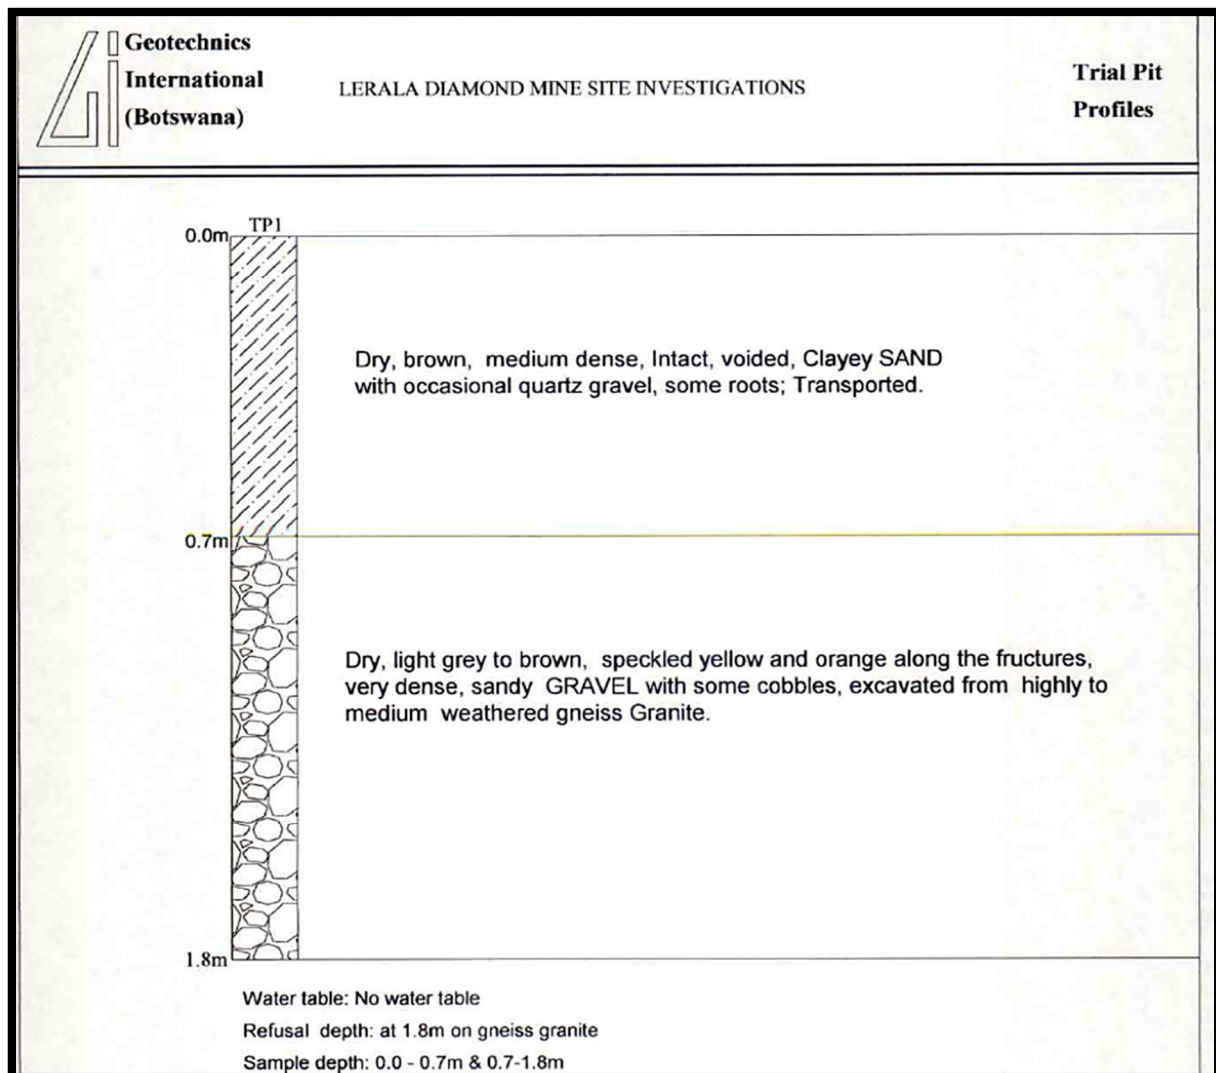 Geotechnics
International
(Botswana)
LERALA DIAMOND MINE SITE INVESTIGATIONS
Trial Pit
Profiles
TP1
0.0m
Dry, brown, medium dense, Intact, voided, Clayey SAND
with occasional quartz gravel, some roots; Transported.
0.7m
Dry, light grey to brown, speckled yellow and orange along the fructures,
very dense, sandy GRAVEL with some cobbles, excavated from highly to
medium weathered gneiss Granite.
1.8m
Water table: No water table
Refusal depth: at 1.8m on gneiss granite
Sample depth: 0.0 - 0.7m & 0.7-1.8m